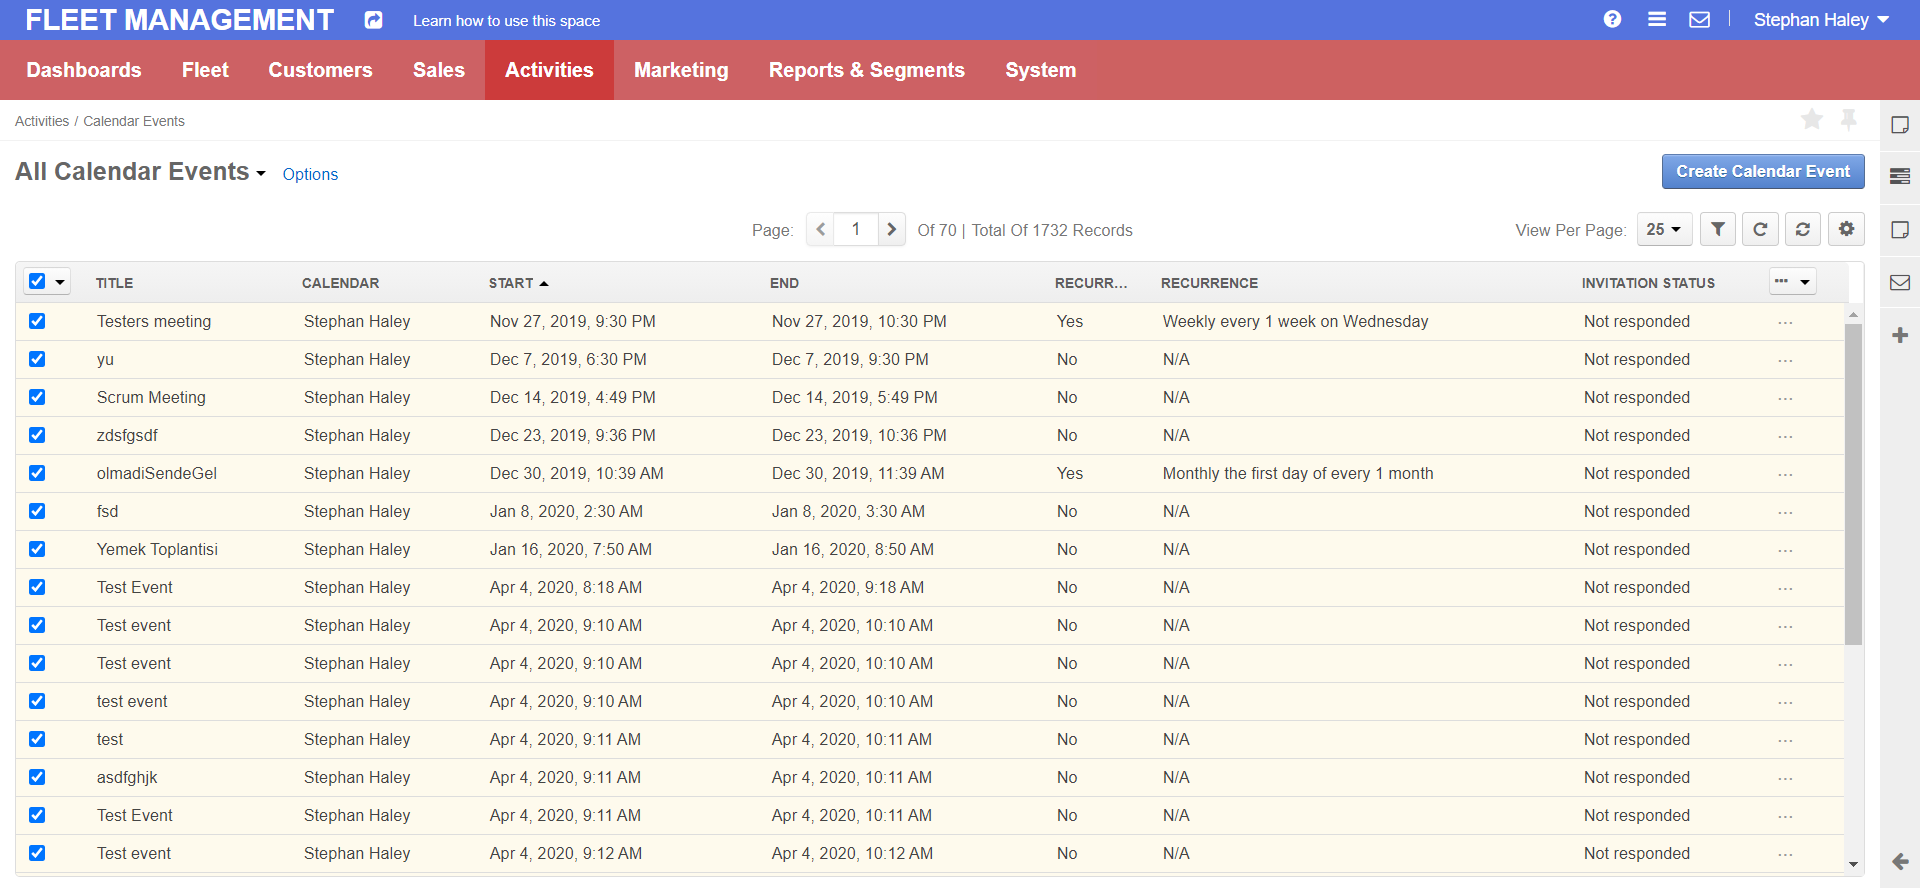 FLEET MANAGEMENT Learn how to use this space Stephan Haley
Dashboards Fleet Customers Sales Activities Marketing Reports & Segments System
Activities / Calendar Events
All Calendar Events Options Create Calendar Event
Page: 1 Of 70 | Total Of 1732 Records View Per Page: 25
TITLE CALENDAR START END RECURR... RECURRENCE INVITATION STATUS
Testers meeting Stephan Haley Nov 27, 2019, 9:30 PM Nov 27, 2019, 10:30 PM Yes Weekly every 1 week on Wednesday Not responded ...
yu Stephan Haley Dec 7, 2019, 6:30 PM Dec 7, 2019, 9:30 PM No N/A Not responded ...
Scrum Meeting Stephan Haley Dec 14, 2019, 4:49 PM Dec 14, 2019, 5:49 PM No N/A Not responded ...
zdsfgsdf Stephan Haley Dec 23, 2019, 9:36 PM Dec 23, 2019, 10:36 PM No N/A Not responded ...
olmadiSendeGel Stephan Haley Dec 30, 2019, 10:39 AM Dec 30, 2019, 11:39 AM Yes Monthly the first day of every 1 month Not responded ...
fsd Stephan Haley Jan 8, 2020, 2:30 AM Jan 8, 2020, 3:30 AM No N/A Not responded ...
Yemek Toplantisi Stephan Haley Jan 16, 2020, 7:50 AM Jan 16, 2020, 8:50 AM No N/A Not responded ...
Test Event Stephan Haley Apr 4, 2020, 8:18 AM Apr 4, 2020, 9:18 AM No N/A Not responded ...
Test event Stephan Haley Apr 4, 2020, 9:10 AM Apr 4, 2020, 10:10 AM No N/A Not responded ...
Test event Stephan Haley Apr 4, 2020, 9:10 AM Apr 4, 2020, 10:10 AM No N/A Not responded ...
test event Stephan Haley Apr 4, 2020, 9:10 AM Apr 4, 2020, 10:10 AM No N/A Not responded ...
test Stephan Haley Apr 4, 2020, 9:11 AM Apr 4, 2020, 10:11 AM No N/A Not responded ...
asdfghjk Stephan Haley Apr 4, 2020, 9:11 AM Apr 4, 2020, 10:11 AM No N/A Not responded ...
Test Event Stephan Haley Apr 4, 2020, 9:11 AM Apr 4, 2020, 10:11 AM No N/A Not responded ...
Test event Stephan Haley Apr 4, 2020, 9:12 AM Apr 4, 2020, 10:12 AM No N/A Not responded ...